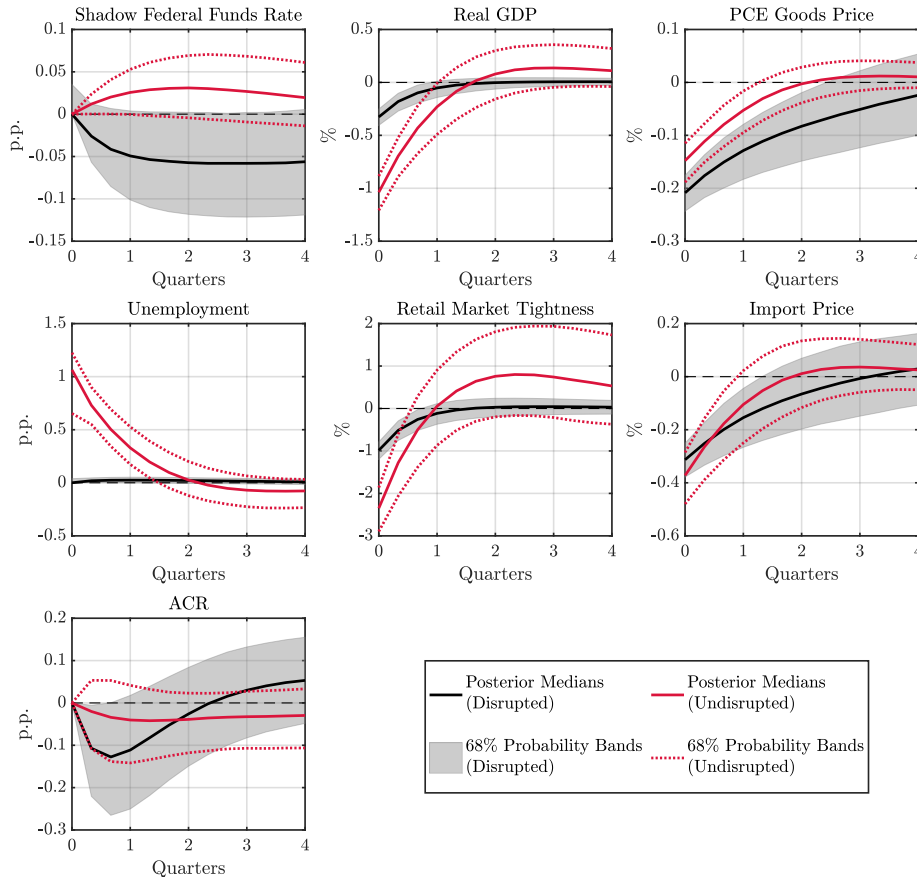 Shadow Federal Funds Rate
0.1
0.05
0
-0.05
-0.1
-0.15
p.p.
0 1 2 3 4
Quarters
Real GDP
0.5
0
-0.5
-1
-1.5
%
0 1 2 3 4
Quarters
PCE Goods Price
0.1
0
-0.1
-0.2
-0.3
%
0 1 2 3 4
Quarters
Unemployment
1.5
1
0.5
0
-0.5
p.p.
0 1 2 3 4
Quarters
Retail Market Tightness
2
1
0
-1
-2
-3
%
0 1 2 3 4
Quarters
Import Price
0.2
0
-0.2
-0.4
-0.6
%
0 1 2 3 4
Quarters
ACR
0.2
0.1
0
-0.1
-0.2
-0.3
p.p.
0 1 2 3 4
Quarters
Posterior Medians
(Disrupted)
Posterior Medians
(Undisrupted)
68% Probability Bands
(Disrupted)
68% Probability Bands
(Undisrupted)